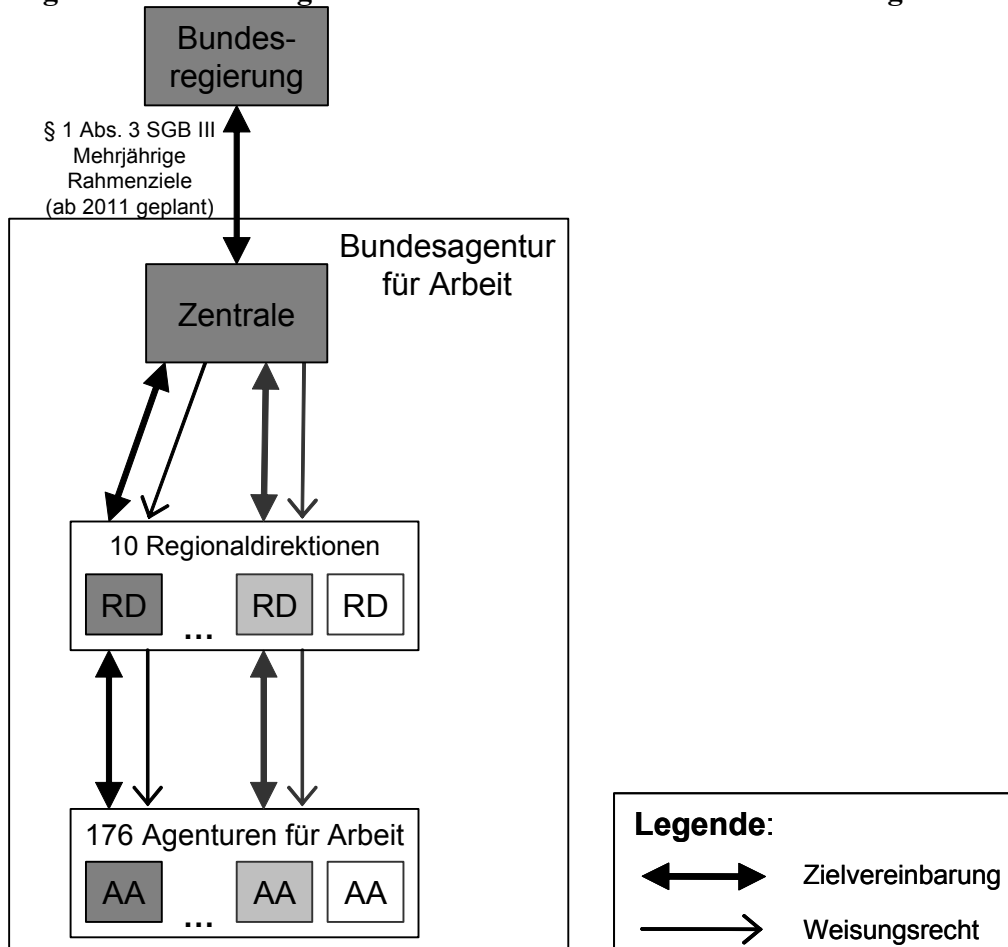 Bundes-
regierung
§ 1 Abs. 3 SGB III
Mehrjährige
Rahmenziele
(ab 2011 geplant)
Bundesagentur
für Arbeit
Zentrale
10 Regionaldirektionen
RD ... RD RD
176 Agenturen für Arbeit
AA ... AA AA
Legende:
Zielvereinbarung
Weisungsrecht